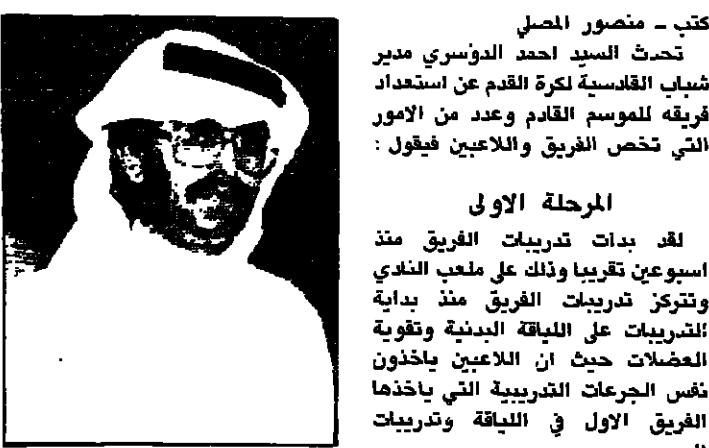 كتب ـ منصور المصلي
تحدث السيد احمد الدوسري مدير
شباب القادسية لكرة القدم عن استعداد
فريقه للموسم القادم وعدد من الامور
التي تخص الفريق واللاعبين فيقول :
المرحلة الاولى
لقد بدات تدريبات الفريق منذ
اسبوعين تقريبا وذلك على ملعب النادي
وتتركز تدريبات الفريق منذ بداية
التدريبات على اللياقة البدنية وتقوية
العضلات حيث ان اللاعبين ياخذون
نفس الجرعات التدريبية التي ياخذها
الفريق الاول في اللياقة وتدريبات